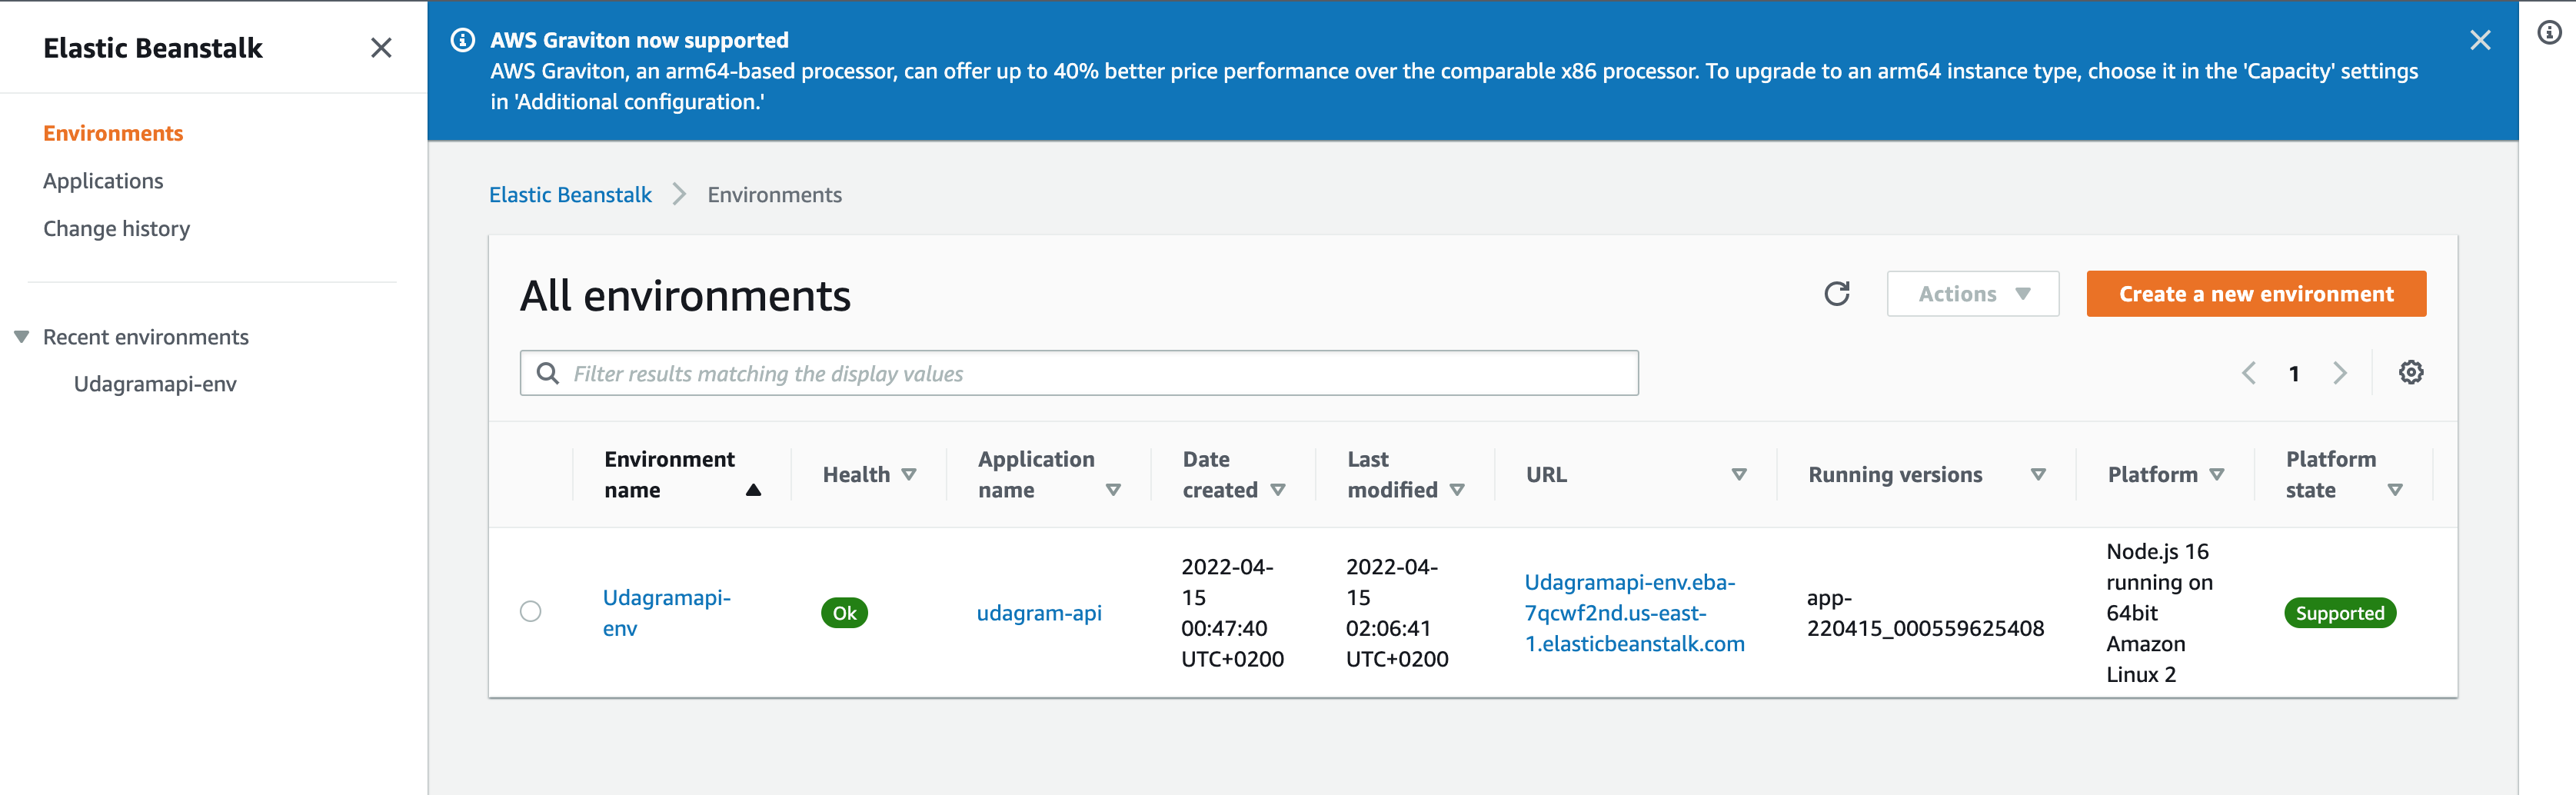 Elastic Beanstalk
Environments
Applications
Change history
Recent environments
Udagramapi-env
AWS Graviton now supported
AWS Graviton, an arm64-based processor, can offer up to 40% better price performance over the comparable x86 processor. To upgrade to an arm64 instance type, choose it in the 'Capacity' settings
in 'Additional configuration.'
Elastic Beanstalk
Environments
All environments
Actions
Create a new environment
Filter results matching the display values
1
Environment
name
Health
Application
name
Date
created
Last
modified
URL
Running versions
Platform
Platform
state
Udagramapi-
env
Ok
udagram-api
2022-04-
15
00:47:40
UTC+0200
2022-04-
15
02:06:41
UTC+0200
Udagramapi-env.eba-
7qcwf2nd.us-east-
1.elasticbeanstalk.com
app-
220415_000559625408
Node.js 16
running on
64bit
Amazon
Linux 2
Supported